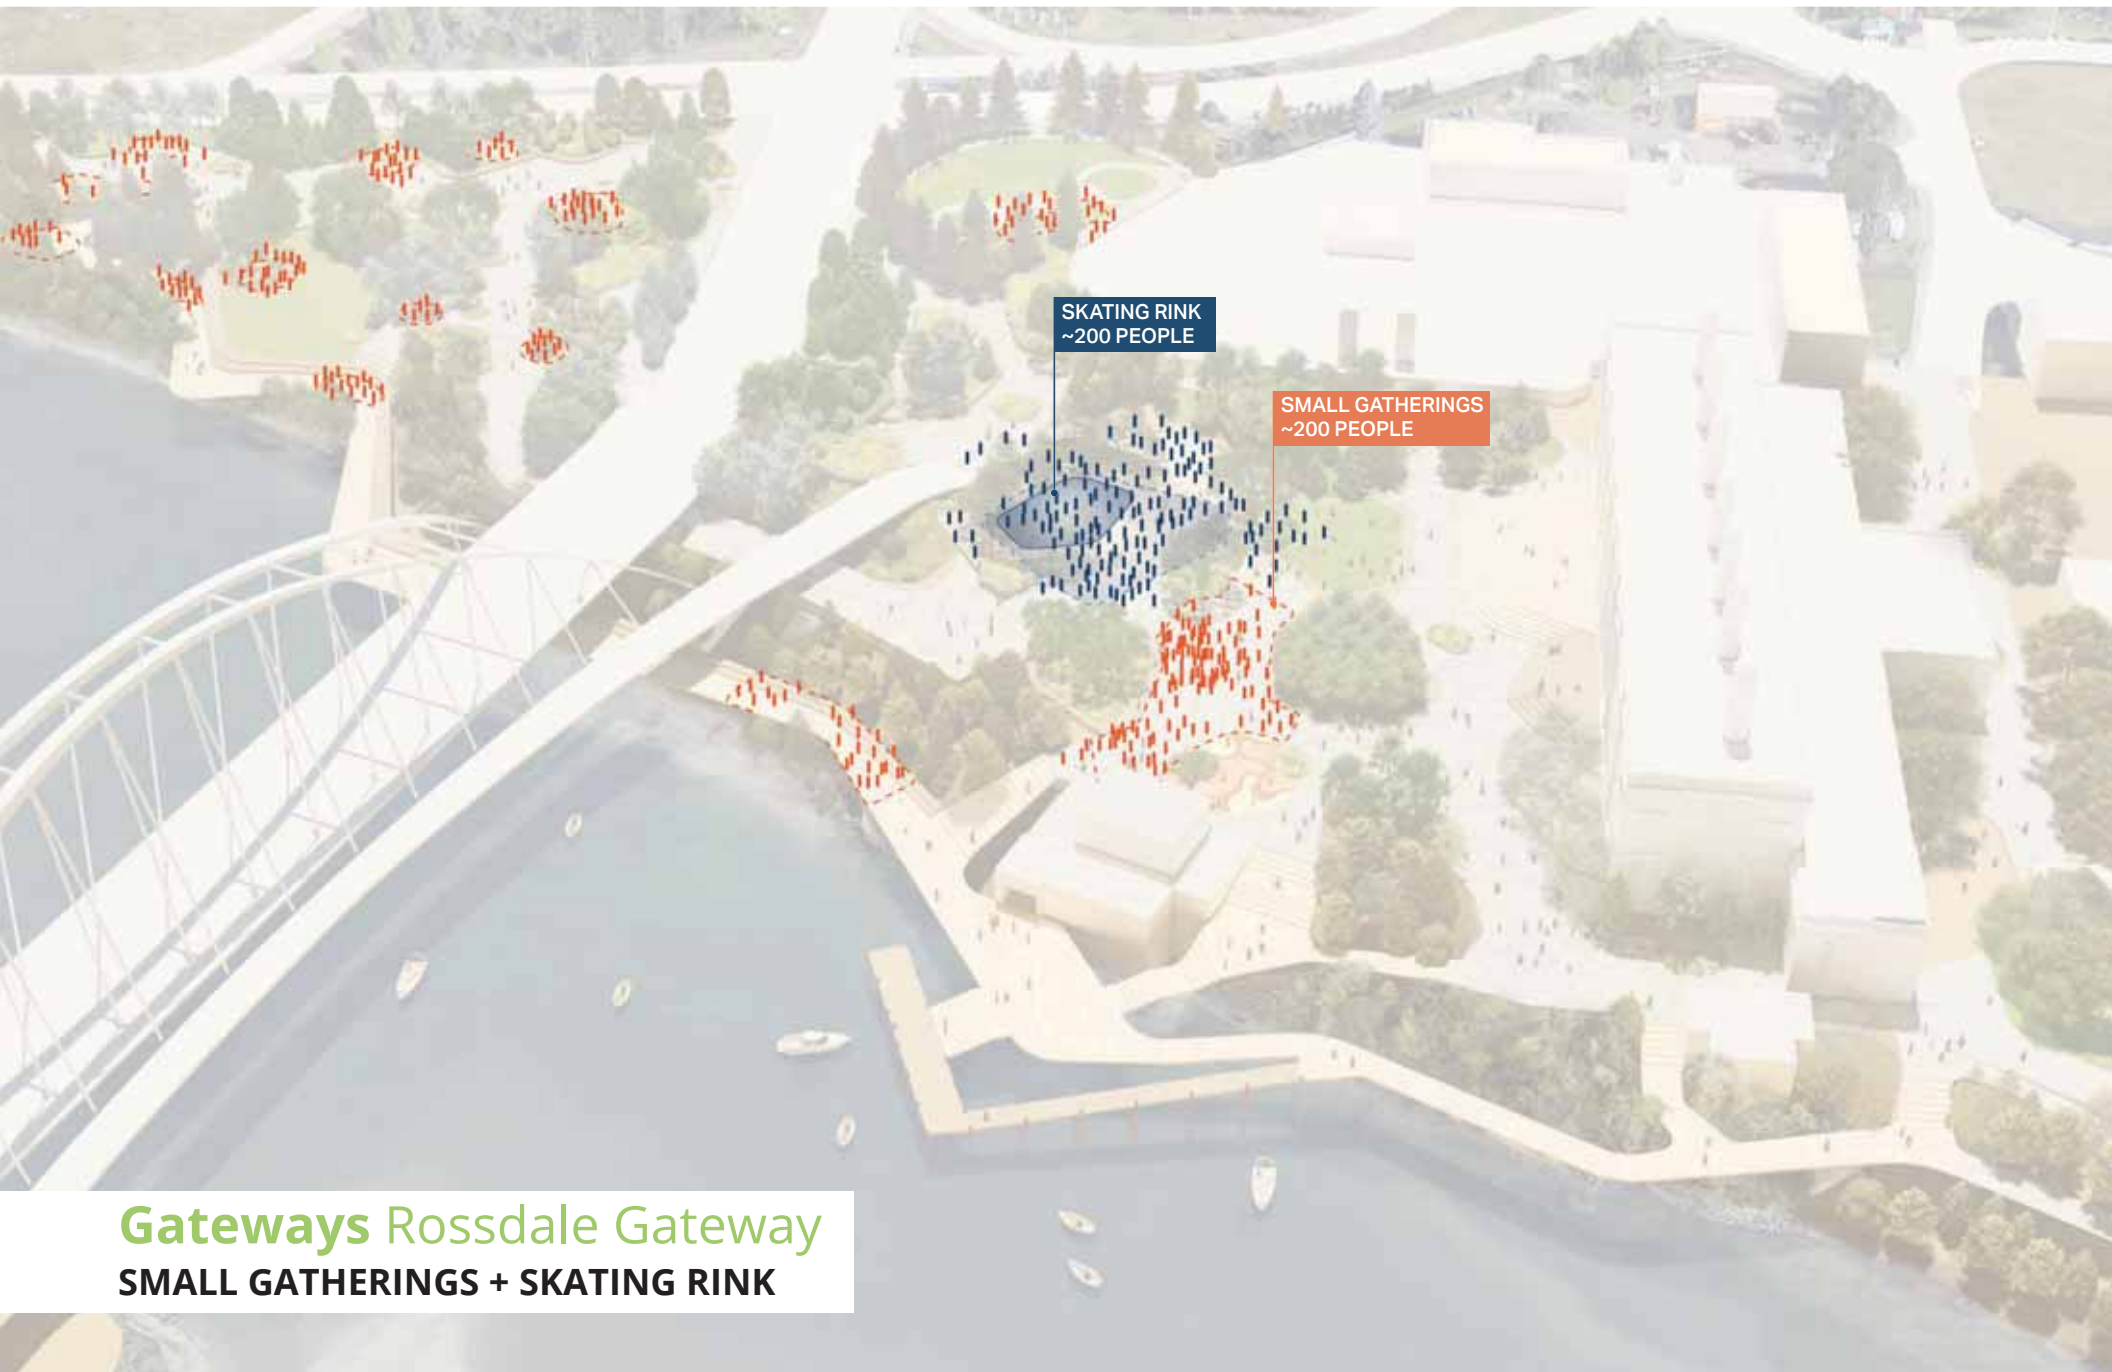 SKATING RINK
~200 PEOPLE
SMALL GATHERINGS
~200 PEOPLE
Gateways Rossdale Gateway
SMALL GATHERINGS + SKATING RINK